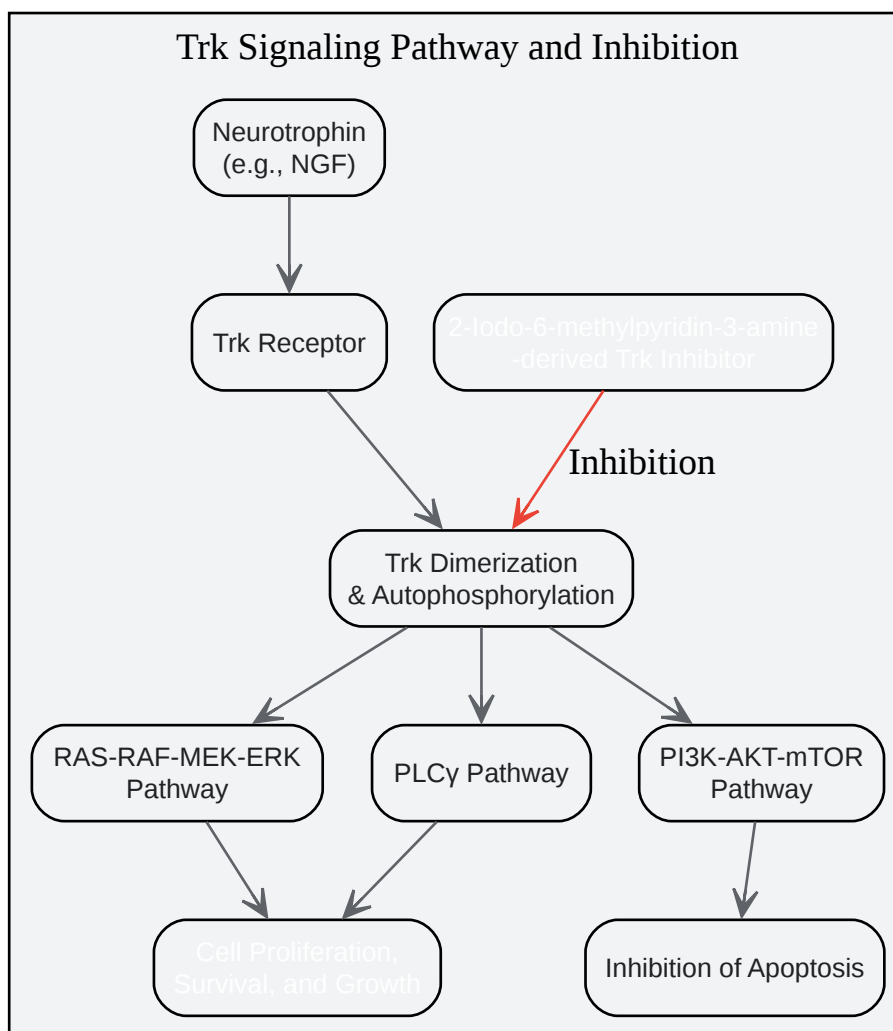 Trk Signaling Pathway and Inhibition
Neurotrophin
(e.g., NGF)
Trk Receptor
2-Iodo-6-methylpyridin-3-amine
-derived Trk Inhibitor
Inhibition
Trk Dimerization
& Autophosphorylation
RAS-RAF-MEK-ERK
Pathway
PLCγ Pathway
PI3K-AKT-mTOR
Pathway
Cell Proliferation,
Survival, and Growth
Inhibition of Apoptosis